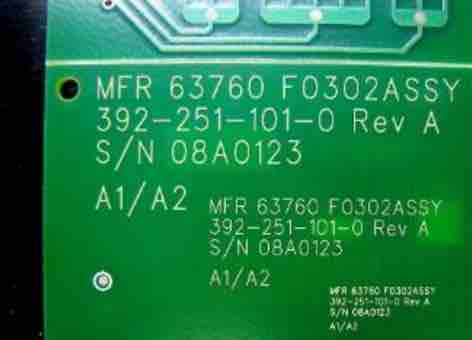 MFR 63760 F0302ASSY
392-251-101-0 Rev A
S/N 08A0123
A1/A2
MFR 63760 F0302ASSY
392-251-101-0 Rev A
S/N 08A0123
A1/A2
MFR 63760 F0302ASSY
392-251-101-0 Rev A
S/N 08A0123
A1/A2